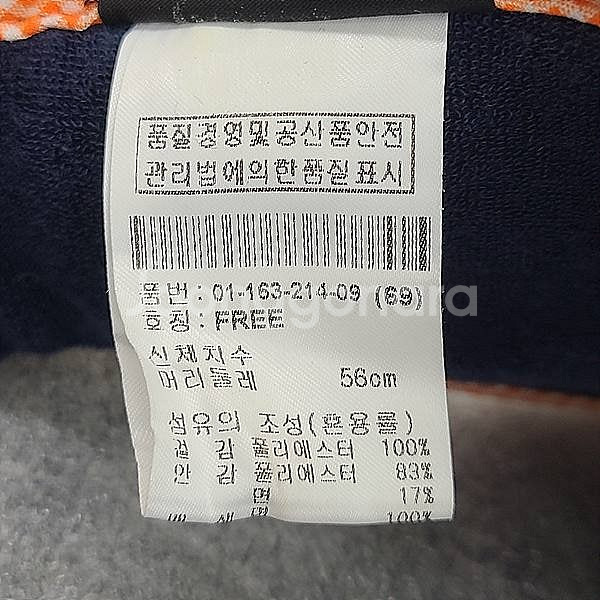 품질경영및공산품안전
관리법에의한품질표시
품번: 01-163-214-09 (69)
호칭: FREE
신체치수
머리둘레 56cm
섬유의 조성(혼용률)
겉 감 폴리에스터 100%
안 감 폴리에스터 83%
면 17%
100%